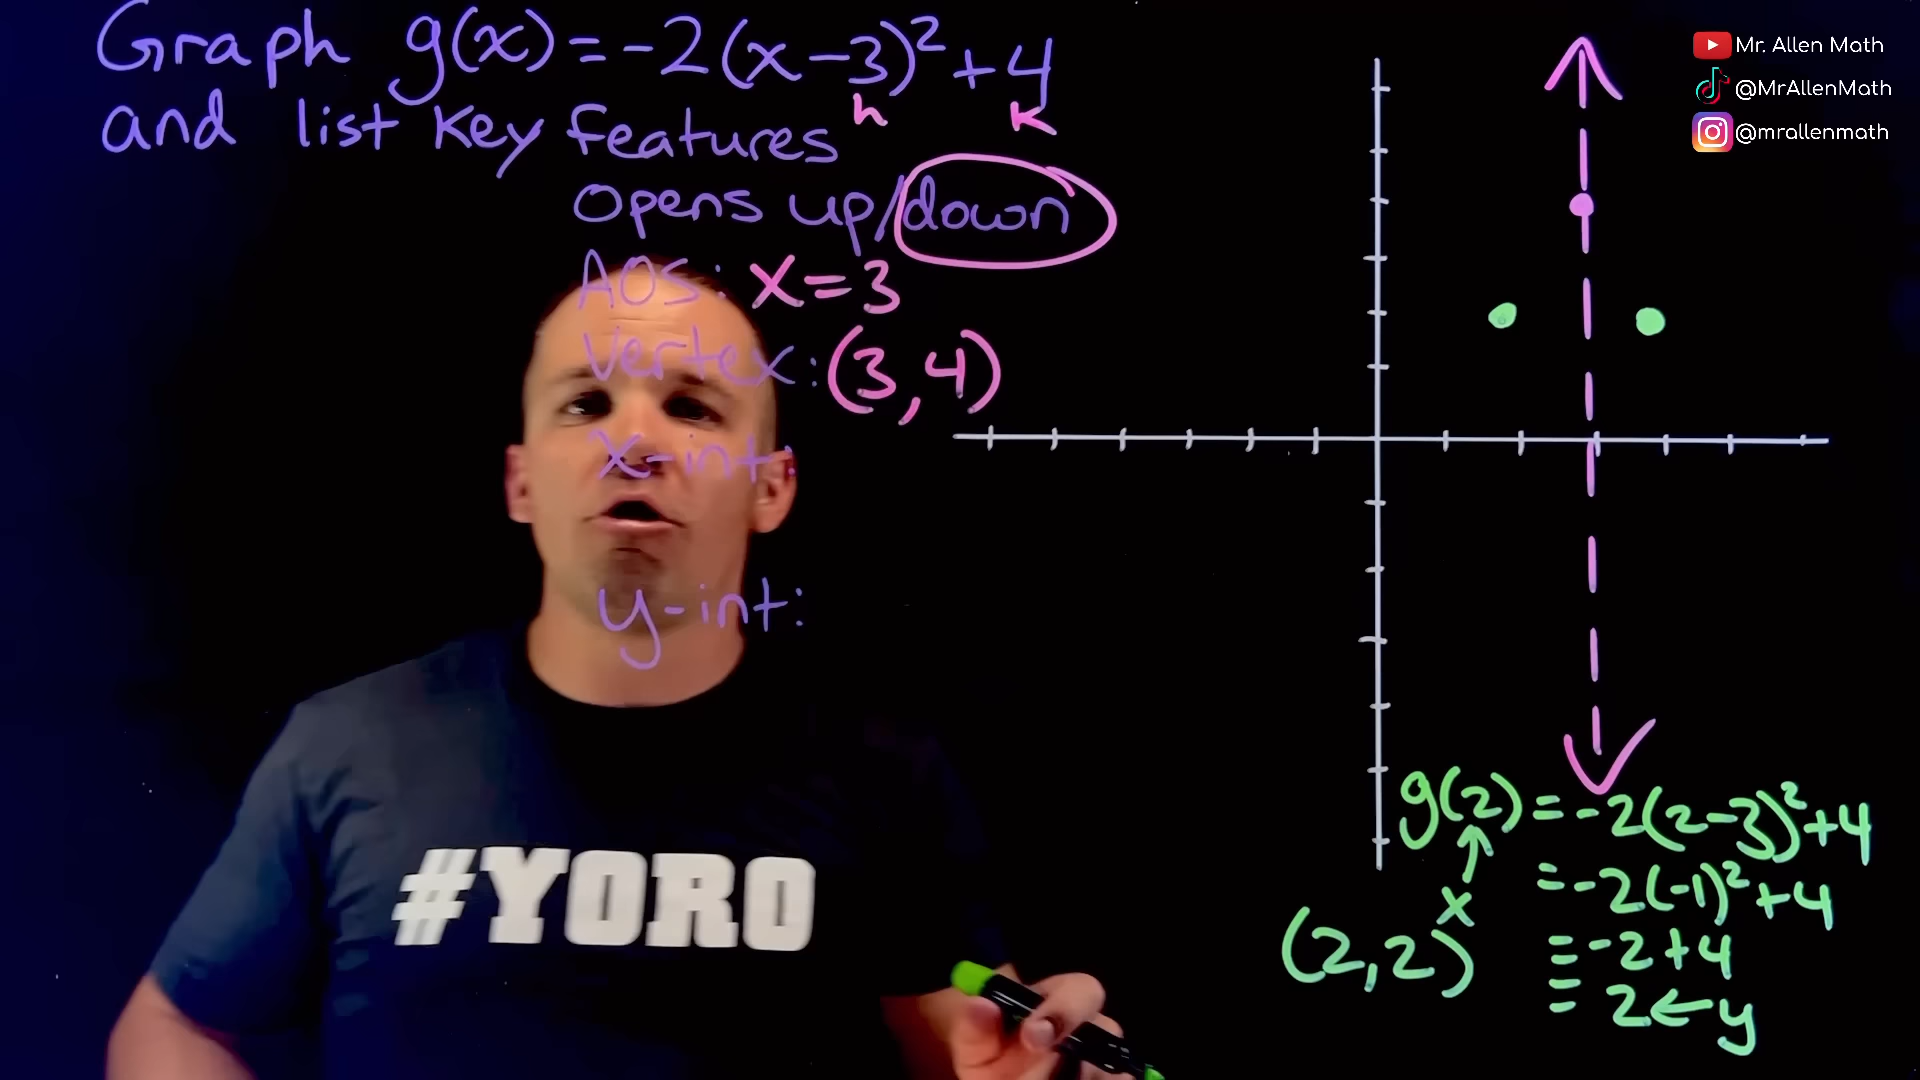 Graph g(x)=-2(x-3)²+4
h k
and list key features
Opens up/down
AOS: x=3
Vertex: (3,4)
x-int:
y-int:
#YORO
Mr. Allen Math
@MrAllenMath
@mrallenmath
g(2)=-2(2-3)²+4
=-2(-1)²+4
x
=-2+4
(2,2)
=2←y